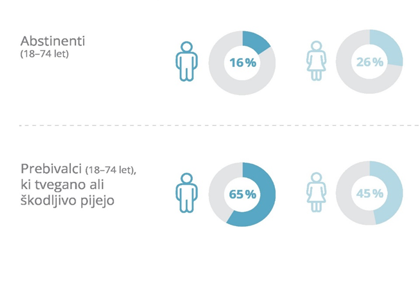 Abstinenti
(18–74 let)
16 %
26 %
Prebivalci (18–74 let),
ki tvegano ali
škodljivo pijejo
65 %
45 %